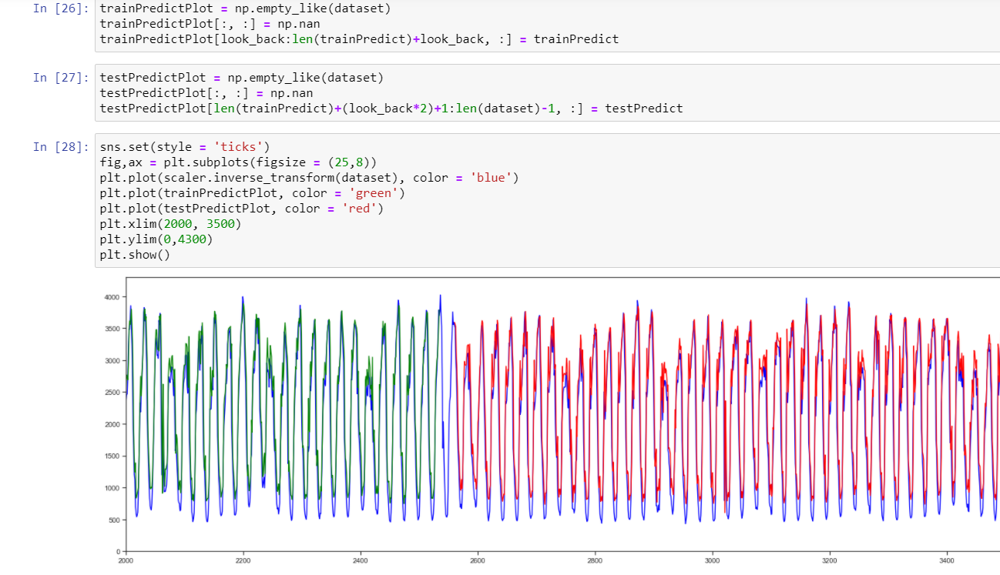 In [26]: trainPredictPlot = np.empty_like(dataset)
trainPredictPlot[:, :] = np.nan
trainPredictPlot[look_back:len(trainPredict)+look_back, :] = trainPredict
In [27]: testPredictPlot = np.empty_like(dataset)
testPredictPlot[:, :] = np.nan
testPredictPlot[len(trainPredict)+(look_back*2)+1:len(dataset)-1, :] = testPredict
In [28]: sns.set(style = 'ticks')
fig,ax = plt.subplots(figsize = (25,8))
plt.plot(scaler.inverse_transform(dataset), color = 'blue')
plt.plot(trainPredictPlot, color = 'green')
plt.plot(testPredictPlot, color = 'red')
plt.xlim(2000, 3500)
plt.ylim(0,4300)
plt.show()
4000
3500
3000
2500
2000
1500
1000
500
0
2000 2200 2400 2600 2800 3000 3200 3400